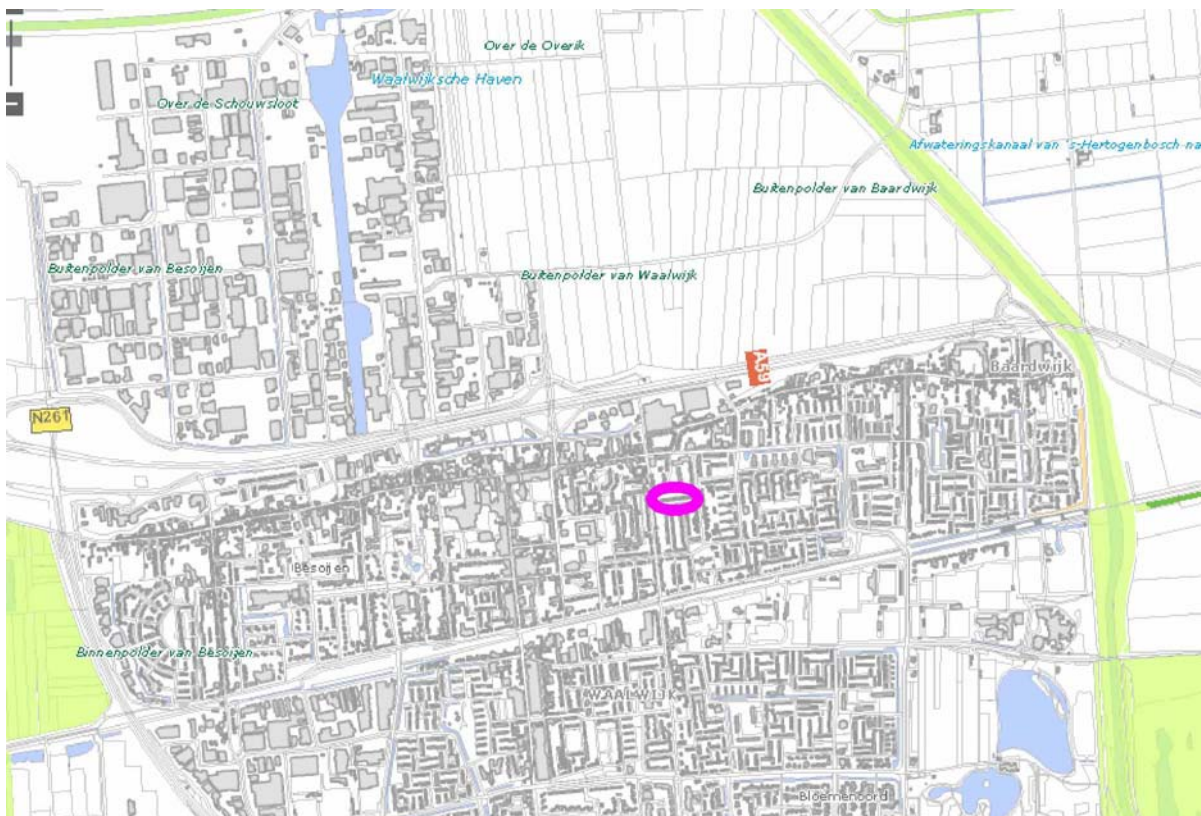 Over de Overik
Waalwijksche Haven
Over de Schouwsloot
Afwateringskanaal van 's-Hertogenbosch na
Buitenpolder van Baardwijk
Buitenpolder van Besoijen
Buitenpolder van Waalwijk
A59
Baardwijk
N261
Besoijen
Binnenpolder van Besoijen
WAALWIJK
Bloemenoord